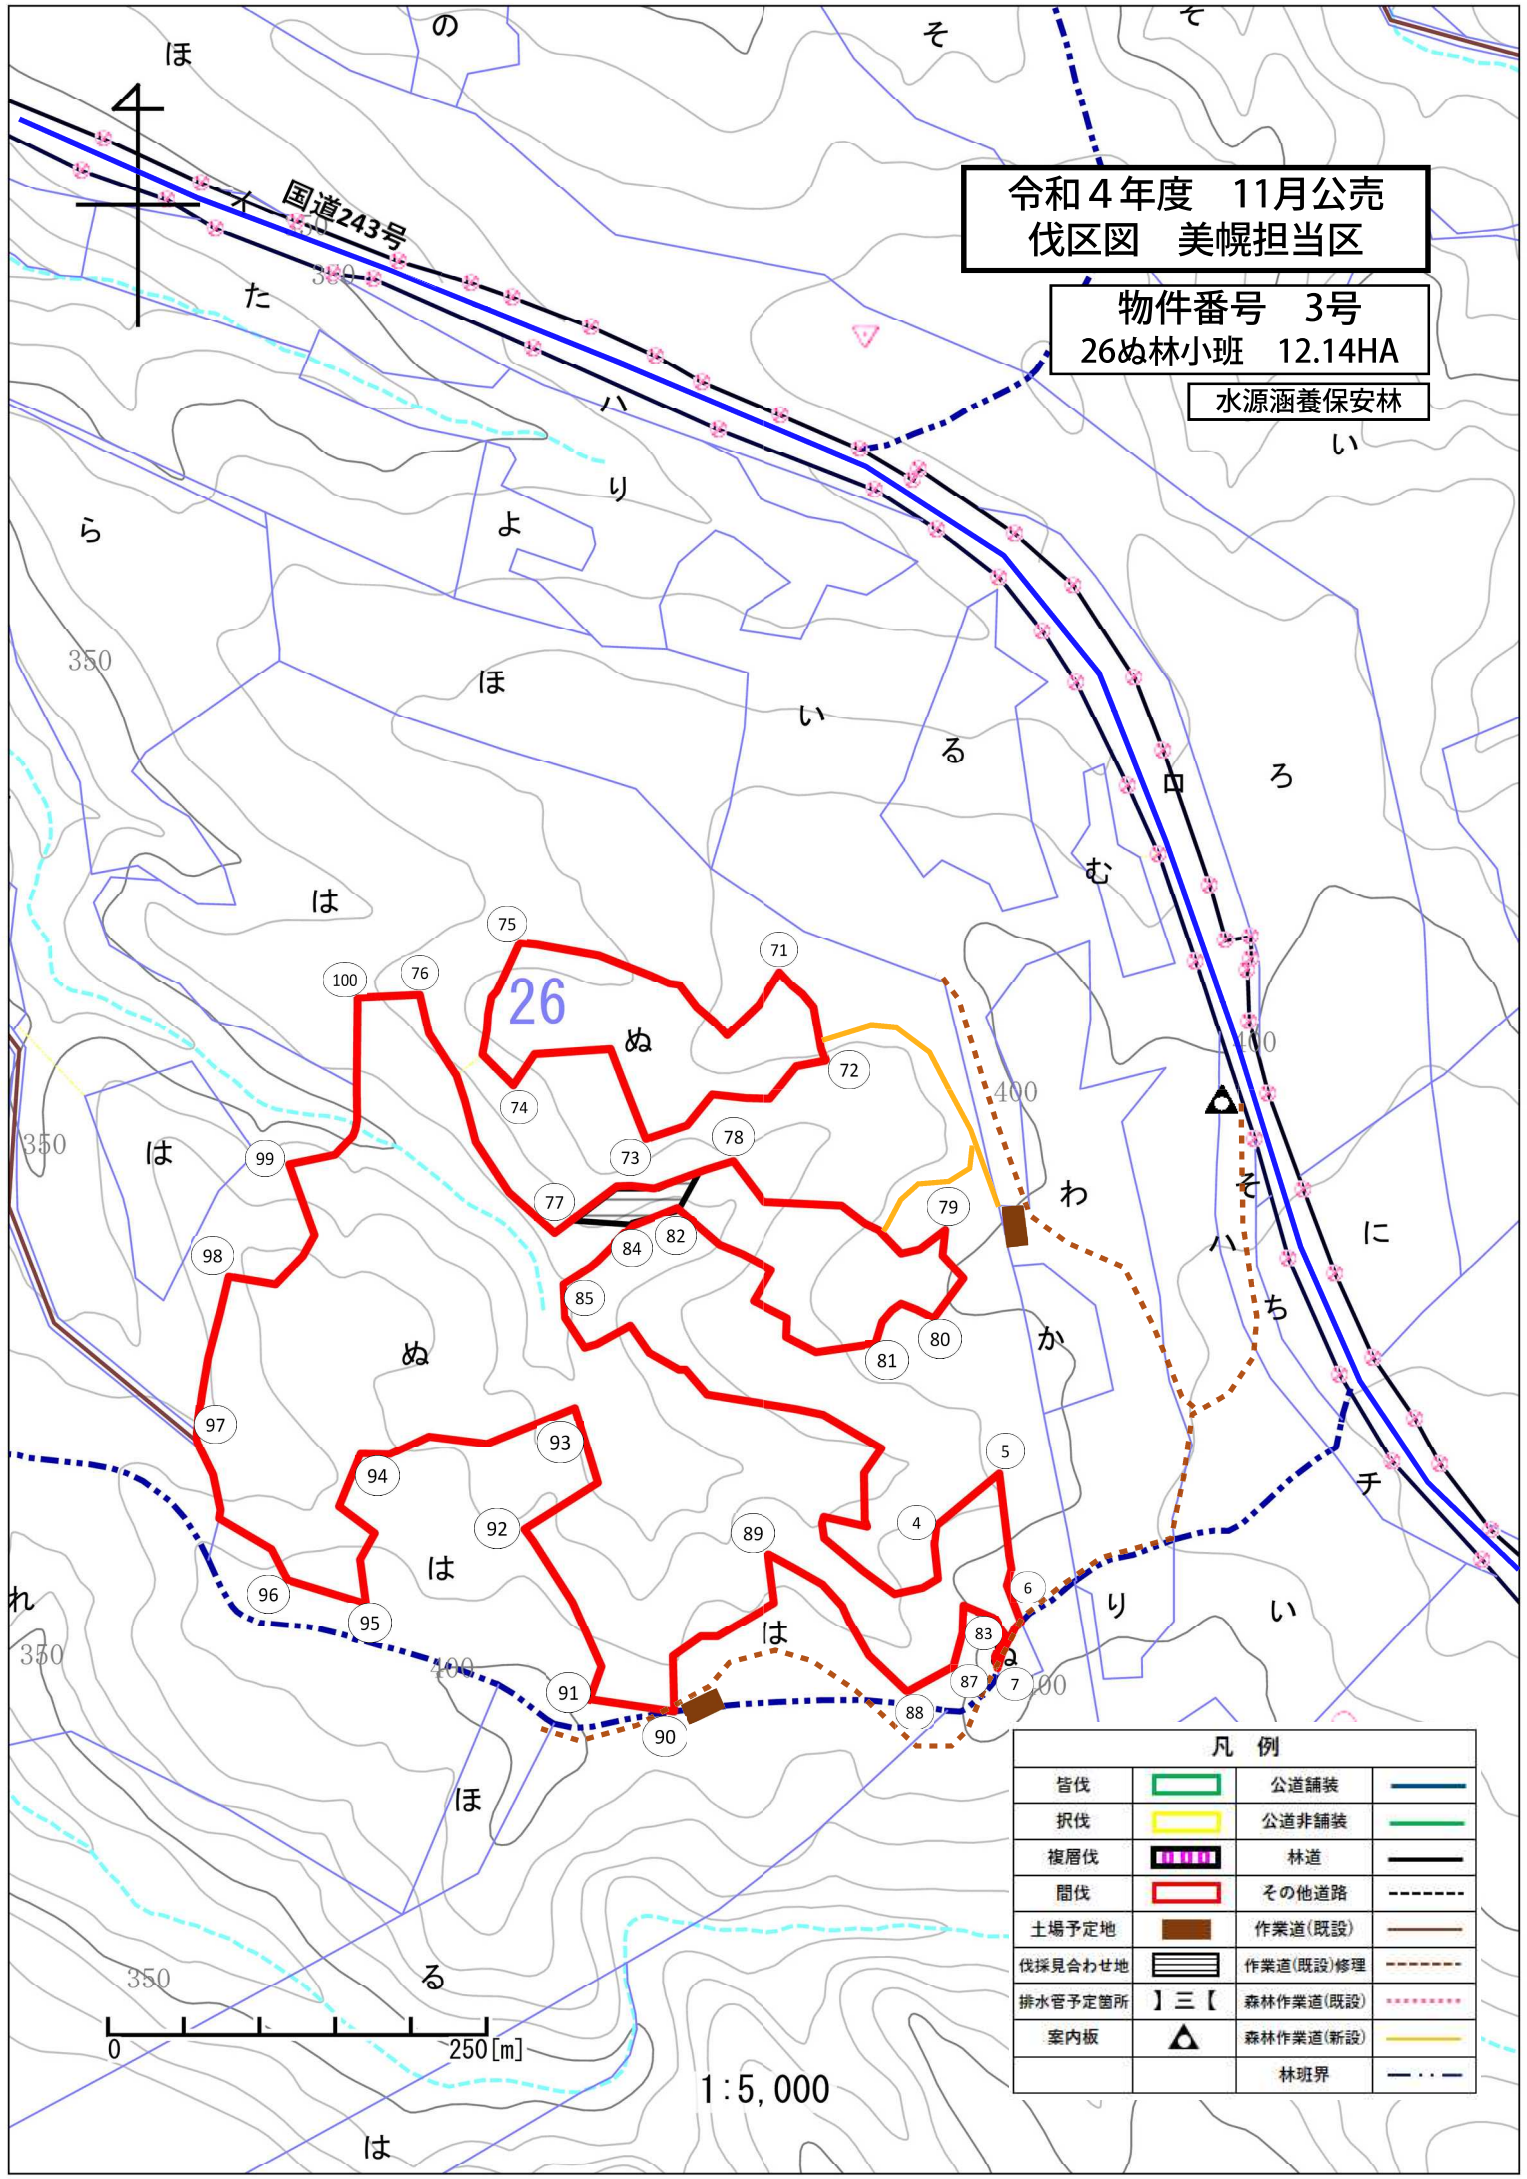 の
そ
そ
ほ
国道243号
オ
350
350
た
令和４年度　11月公売
伐区図　美幌担当区
物件番号　3号
26ぬ林小班　12.14HA
水源涵養保安林
い
ハ
り
よ
ら
350
ほ
い
る
ろ
ロ
む
は
75
71
100
76
26
ぬ
400
72
400
74
73
78
350
は
99
わ
そ
77
79
82
84
ハ
に
98
85
ち
80
か
81
ぬ
97
93
5
94
チ
92
4
89
は
れ
96
6
95
83
は
り
い
350
400
ぬ
91
87
7
400
88
90
ほ
凡　例
皆伐
公道舗装
択伐
公道非舗装
複層伐
林道
間伐
その他道路
土場予定地
作業道(既設)
伐採見合わせ地
作業道(既設)修理
排水管予定箇所
】三【
森林作業道(既設)
案内板
森林作業道(新設)
林班界
350
る
0
250[m]
1:5,000
は